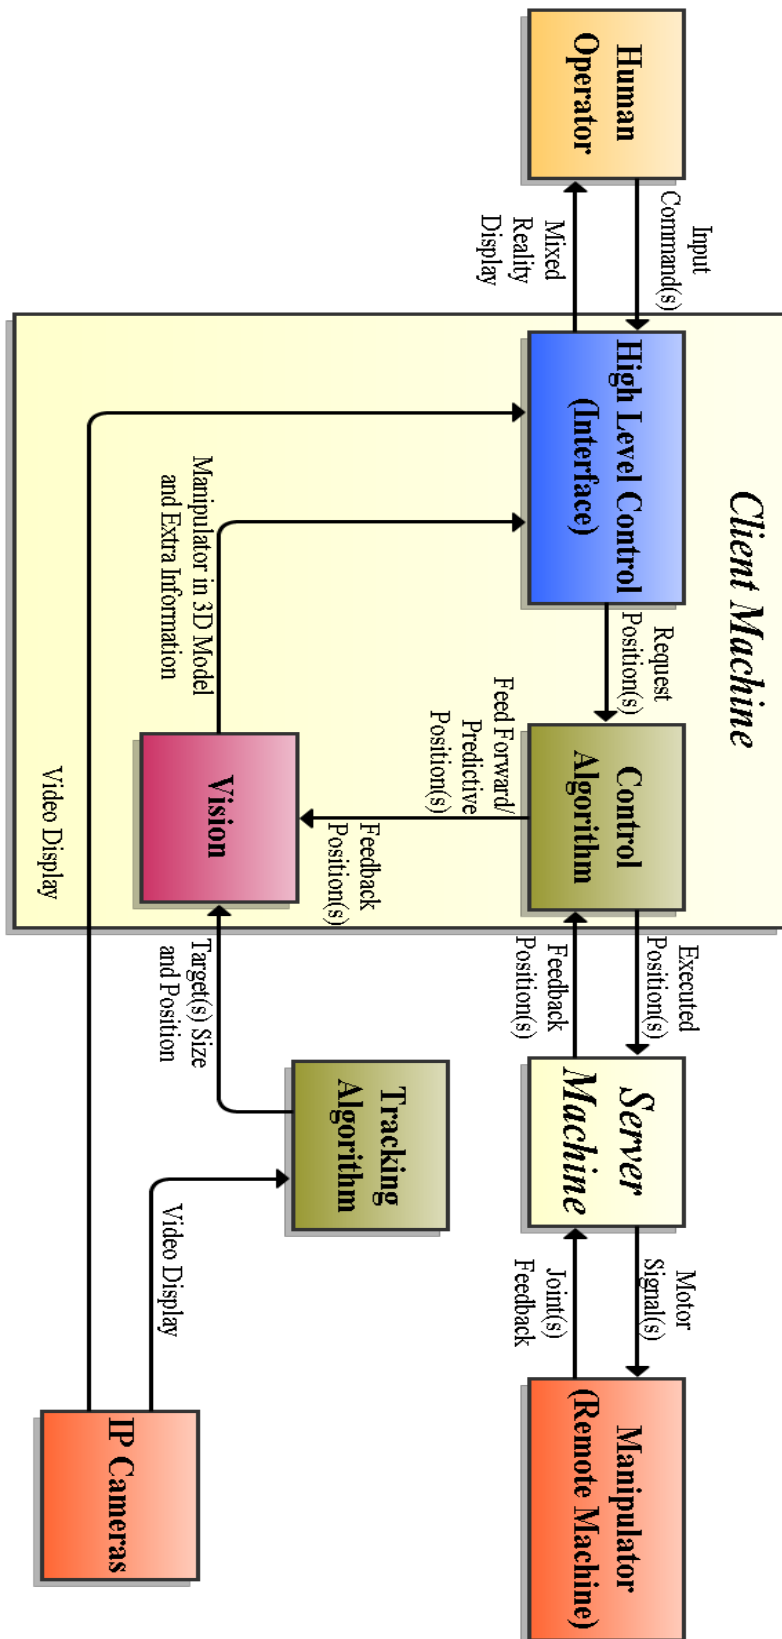 Human
Operator
Input
Command(s)
Mixed
Reality
Display
Client Machine
High Level Control
(Interface)
Request
Position(s)
Control
Algorithm
Feed Forward/
Predictive
Position(s)
Feedback
Position(s)
Manipulator in 3D Model
and Extra Information
Vision
Video Display
Executed
Position(s)
Feedback
Position(s)
Server
Machine
Motor
Signal(s)
Joint(s)
Feedback
Manipulator
(Remote Machine)
Target(s) Size
and Position
Tracking
Algorithm
Video Display
IP Cameras